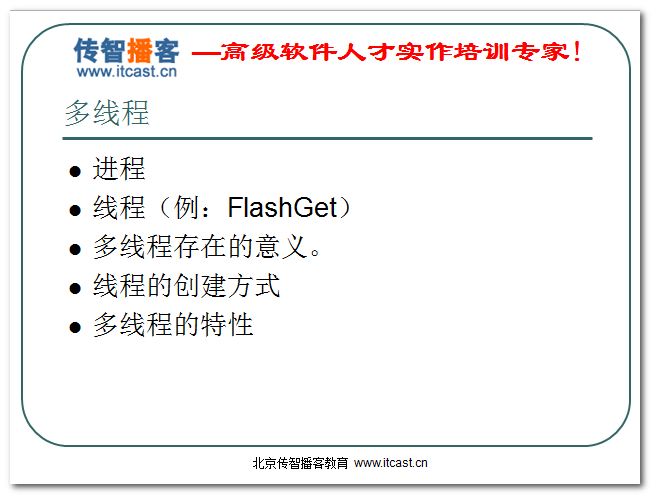 传智播客 —高级软件人才实作培训专家!
www.itcast.cn
多线程
进程
线程（例：FlashGet）
多线程存在的意义。
线程的创建方式
多线程的特性
北京传智播客教育 www.itcast.cn